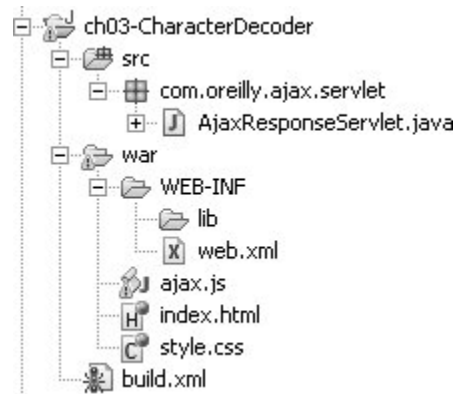 ch03-CharacterDecoder
src
com.oreilly.ajax.servlet
AjaxResponseServlet.java
war
WEB-INF
lib
web.xml
ajax.js
index.html
style.css
build.xml